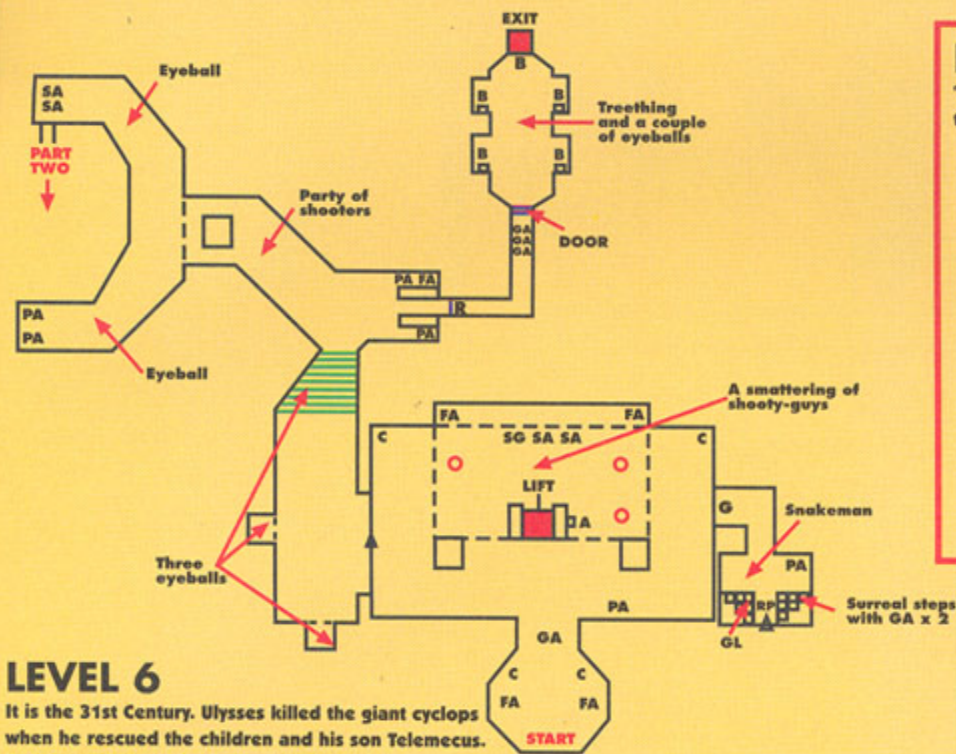 EXIT
B
Eyeball
SA
SA
B
B
Treething
and a couple
of eyeballs
PART
TWO
B
B
Party of
shooters
GA
GA
GA
DOOR
PA FA
R
PA
PA
PA
Eyeball
A smattering of
shooty-guys
FA
FA
C
SG SA SA
C
LIFT
A
G
Snakeman
Three
eyeballs
PA
PA
RP
Surreal steps
with GA x 2
GL
GA
C
C
FA
FA
START
LEVEL 6
It is the 31st Century. Ulysses killed the giant cyclops
when he rescued the children and his son Telemecus.